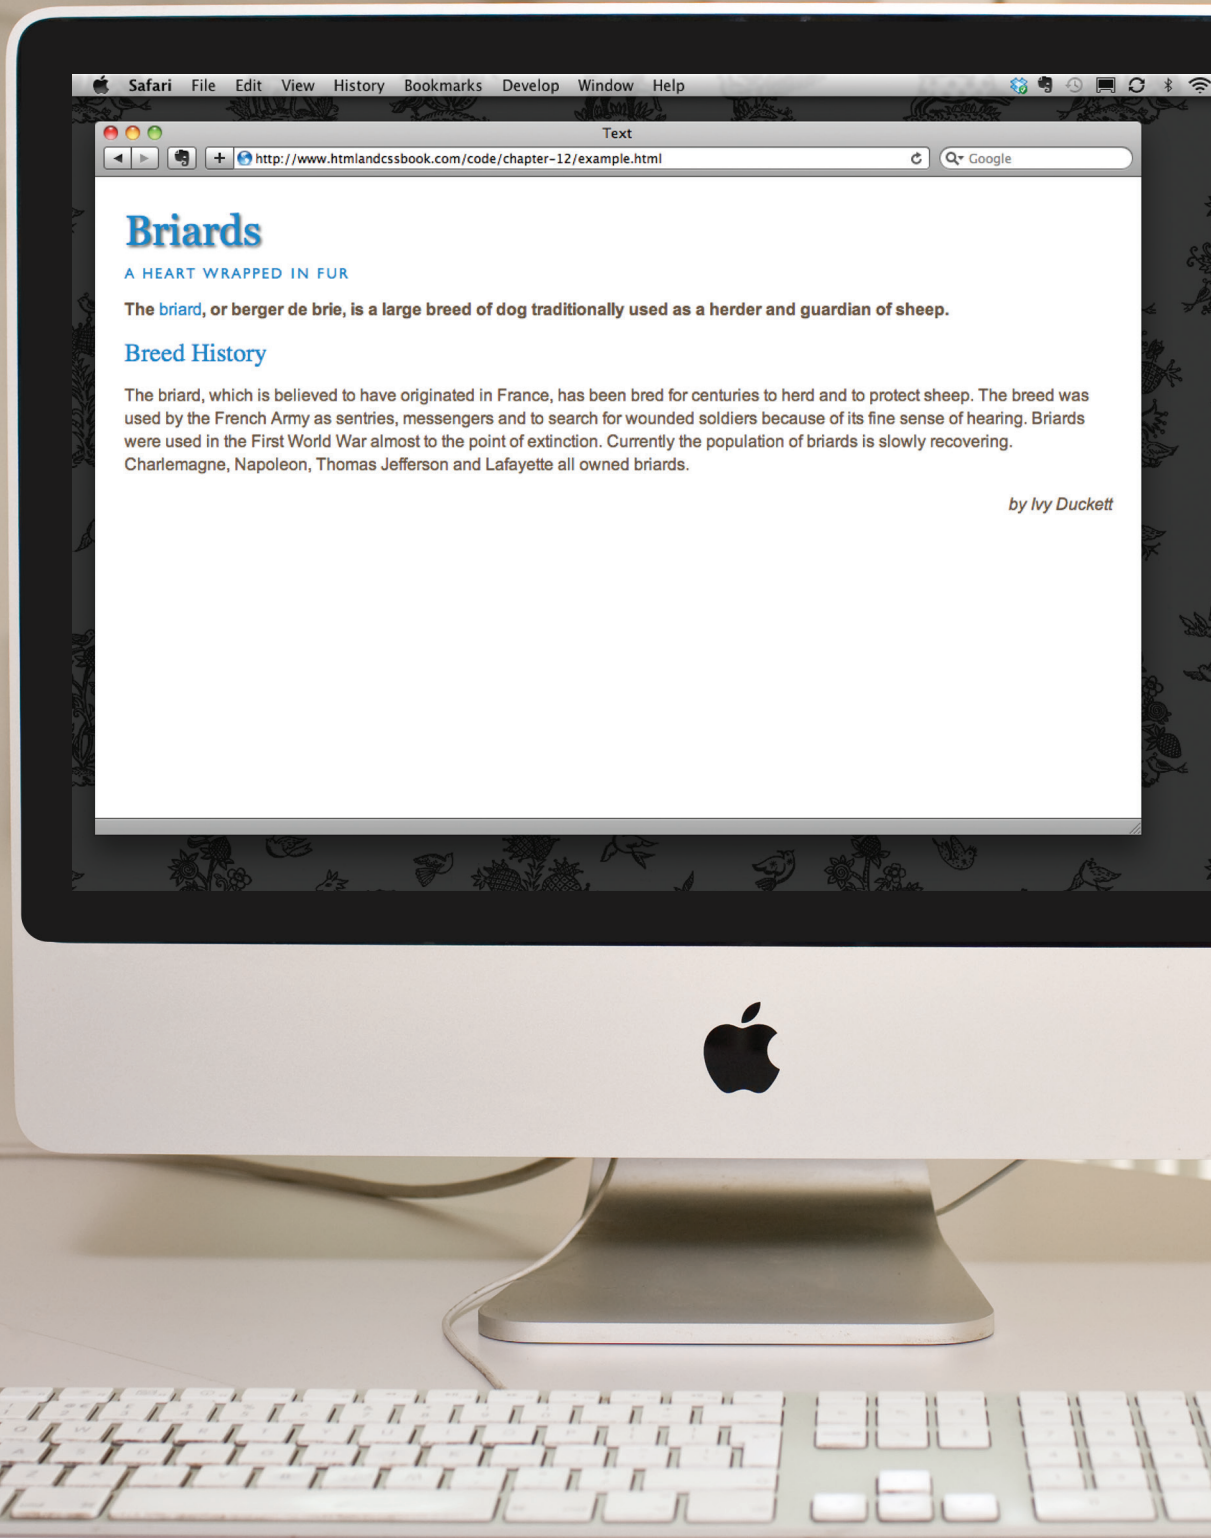 Safari File Edit View History Bookmarks Develop Window Help
Text
http://www.htmlandcssbook.com/code/chapter-12/example.html
Google
Briards
A HEART WRAPPED IN FUR
The briard, or berger de brie, is a large breed of dog traditionally used as a herder and guardian of sheep.
Breed History
The briard, which is believed to have originated in France, has been bred for centuries to herd and to protect sheep. The breed was
used by the French Army as sentries, messengers and to search for wounded soldiers because of its fine sense of hearing. Briards
were used in the First World War almost to the point of extinction. Currently the population of briards is slowly recovering.
Charlemagne, Napoleon, Thomas Jefferson and Lafayette all owned briards.
by Ivy Duckett